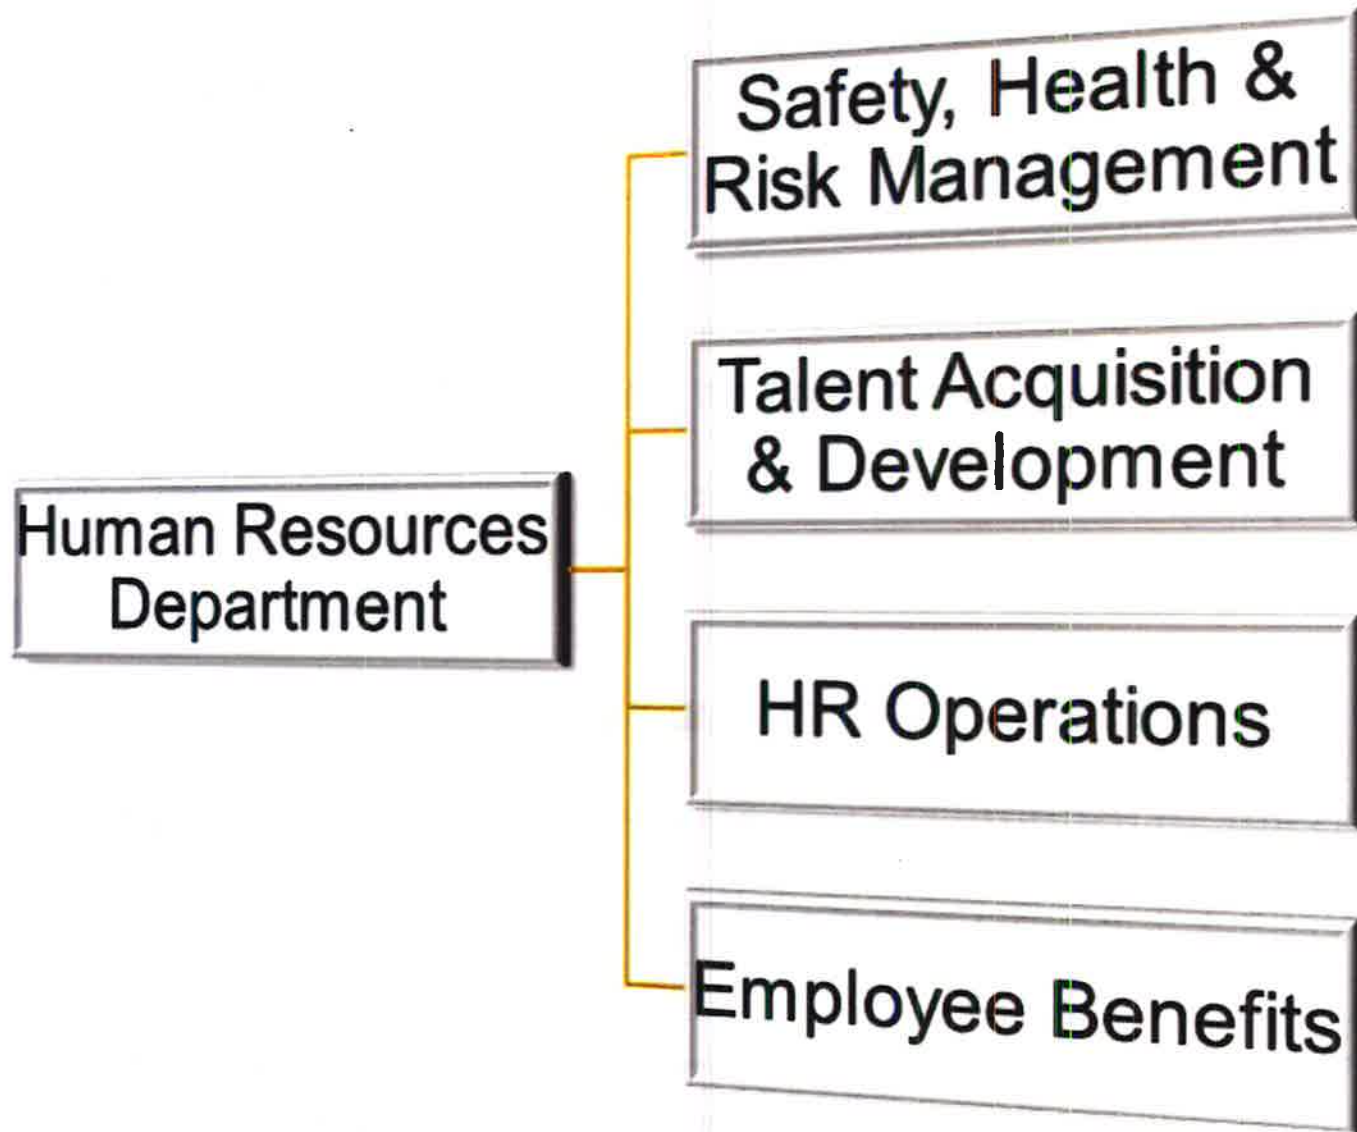 Safety, Health &
Risk Management
Talent Acquisition
& Development
Human Resources
Department
HR Operations
Employee Benefits